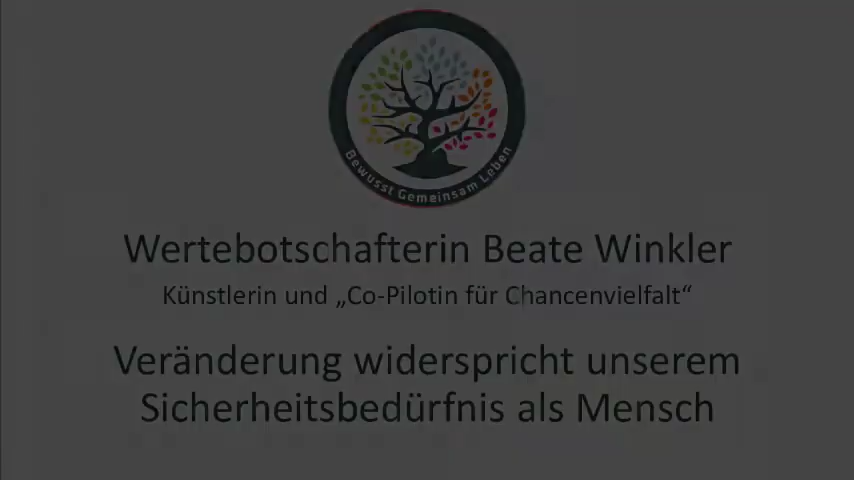 Bewusst Gemeinsam Leben
Wertebotschafterin Beate Winkler
Künstlerin und „Co-Pilotin für Chancenvielfalt“
Veränderung widerspricht unserem
Sicherheitsbedürfnis als Mensch